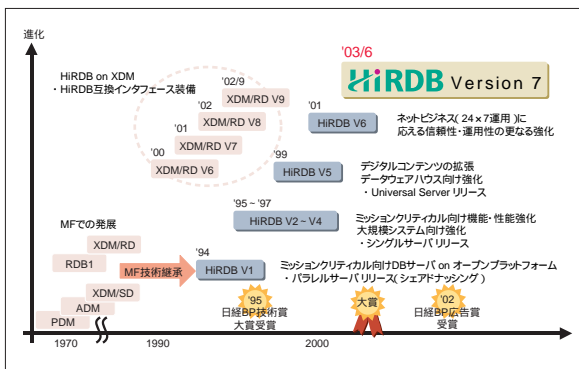 進化
HiRDB on XDM
・HiRDB互換インタフェース装備
'03/6
HiRDB Version 7
'02/9
XDM/RD V9
'02
XDM/RD V8
'01
XDM/RD V7
'00
XDM/RD V6
'01
HiRDB V6
ネットビジネス(24×7運用)に
応える信頼性・運用性の更なる強化
'99
HiRDB V5
デジタルコンテンツの拡張
データウェアハウス向け強化
・Universal Server リリース
'95~'97
HiRDB V2~V4
ミッションクリティカル向け機能・性能強化
大規模システム向け強化
・シングルサーバリリース
MFでの発展
XDM/RD
RDB1
MF技術継承
'94
HiRDB V1
ミッションクリティカル向けDBサーバ on オープンプラットフォーム
・パラレルサーバリリース(シェアドナッシング)
XDM/SD
ADM
PDM
'95
日経BP技術賞
大賞受賞
大賞
'02
日経BP広告賞
受賞
1970
1990
2000